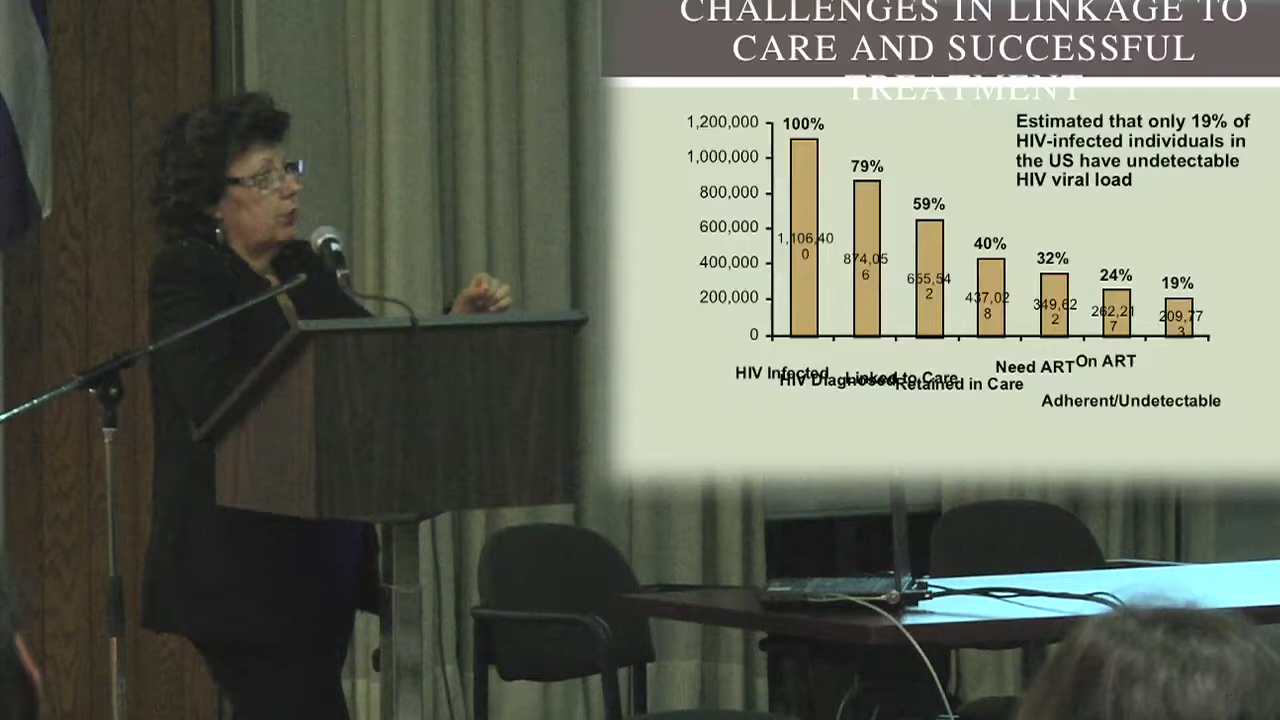 CHALLENGES IN LINKAGE TO
CARE AND SUCCESSFUL
TREATMENT
Estimated that only 19% of
HIV-infected individuals in
the US have undetectable
HIV viral load
1,200,000
1,000,000
800,000
600,000
400,000
200,000
0
100%
79%
59%
40%
32%
24%
19%
1,106,40
0
874,05
6
655,54
2
437,02
8
349,62
2
262,21
7
209,77
3
HIV Infected
HIV Diagnosed
Linked to Care
Retained in Care
Need ART
On ART
Adherent/Undetectable